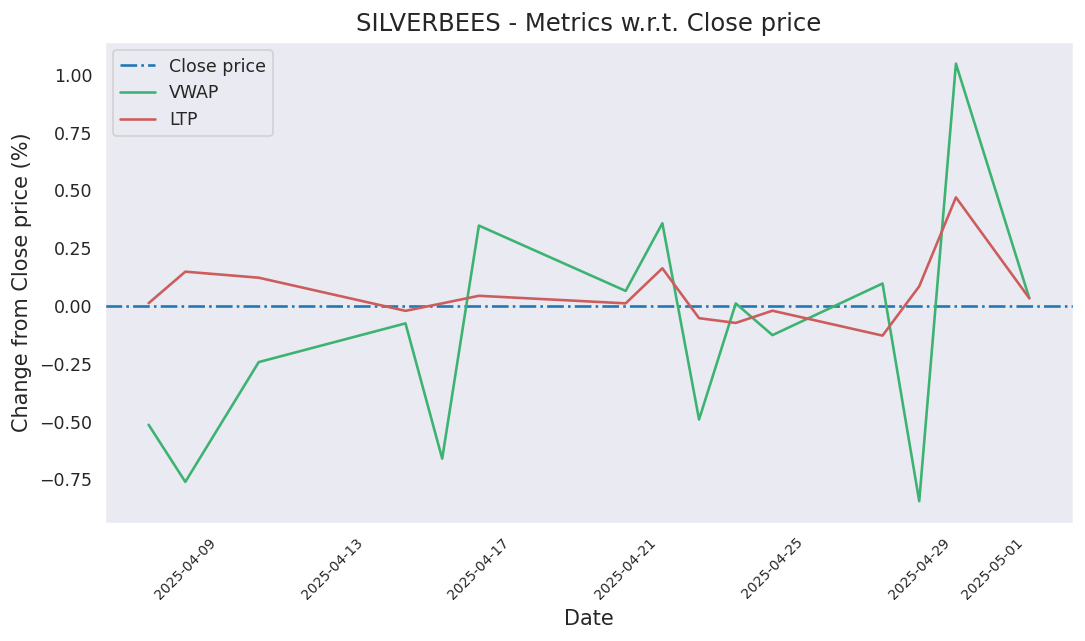 SILVERBEES - Metrics w.r.t. Close price
Close price
VWAP
LTP
Change from Close price (%)
1.00
0.75
0.50
0.25
0.00
−0.25
−0.50
−0.75
2025-04-09
2025-04-13
2025-04-17
2025-04-21
2025-04-25
2025-04-29
2025-05-01
Date